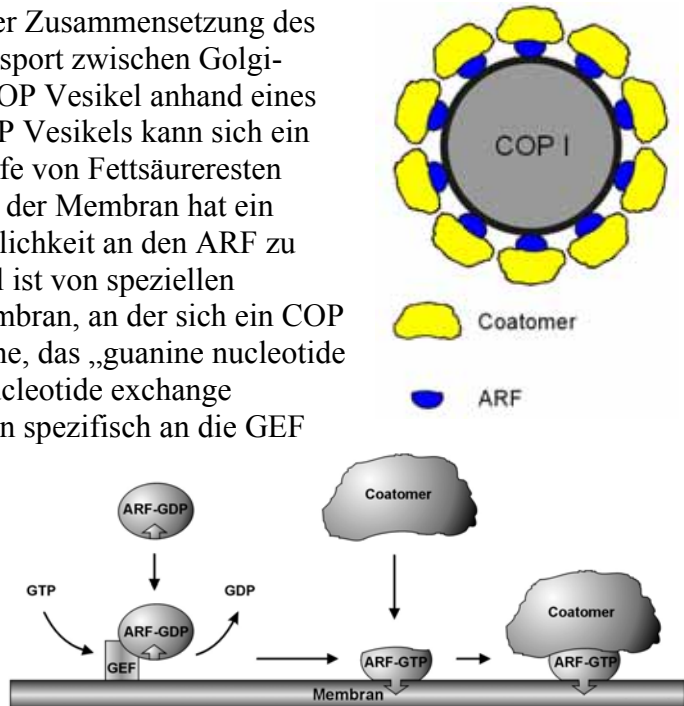 er Zusammensetzung des
sport zwischen Golgi-
OP Vesikel anhand eines
P Vesikels kann sich ein
fe von Fettsäureresten
der Membran hat ein
lichkeit an den ARF zu
l ist von speziellen
mbran, an der sich ein COP
ne, das „guanine nucleotide
ucleotide exchange
n spezifisch an die GEF
COP I
Coatomer
ARF
ARF-GDP
Coatomer
GTP
GDP
ARF-GDP
GEF
ARF-GTP
Coatomer
ARF-GTP
Membran